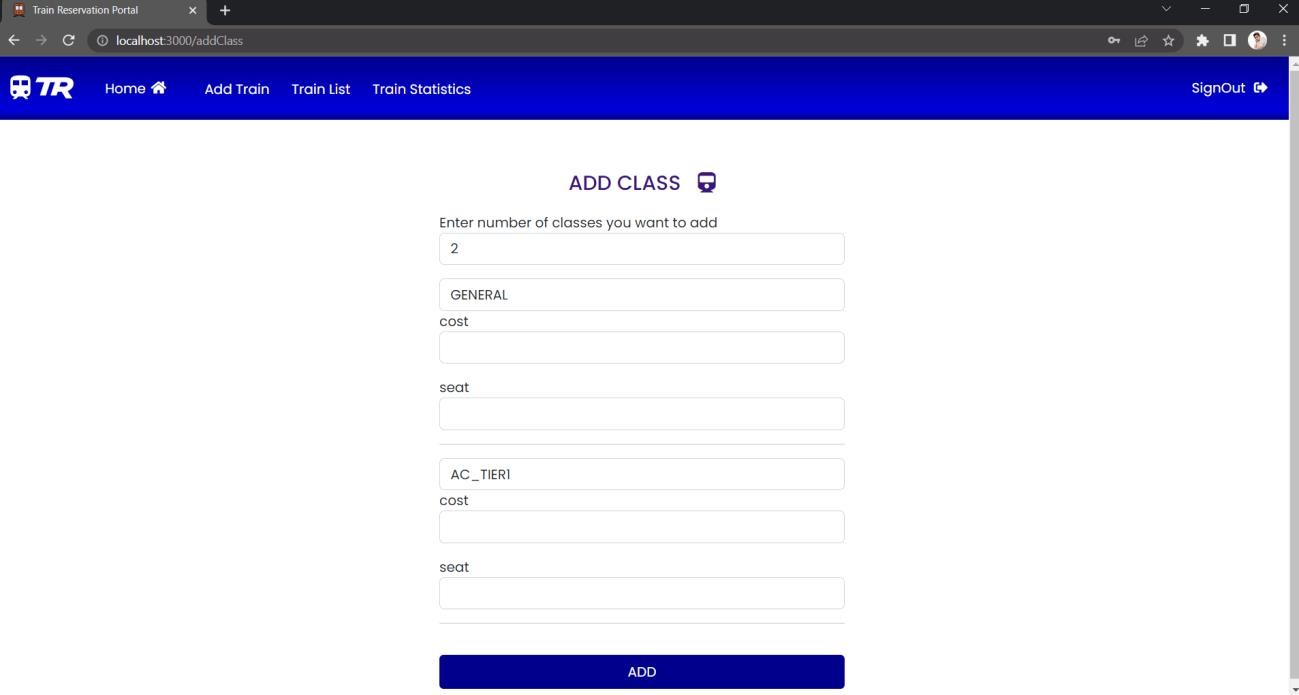 Train Reservation Portal
localhost:3000/addClass
TR Home Add Train Train List Train Statistics SignOut
ADD CLASS
Enter number of classes you want to add
2
GENERAL
cost
seat
AC_TIER1
cost
seat
ADD